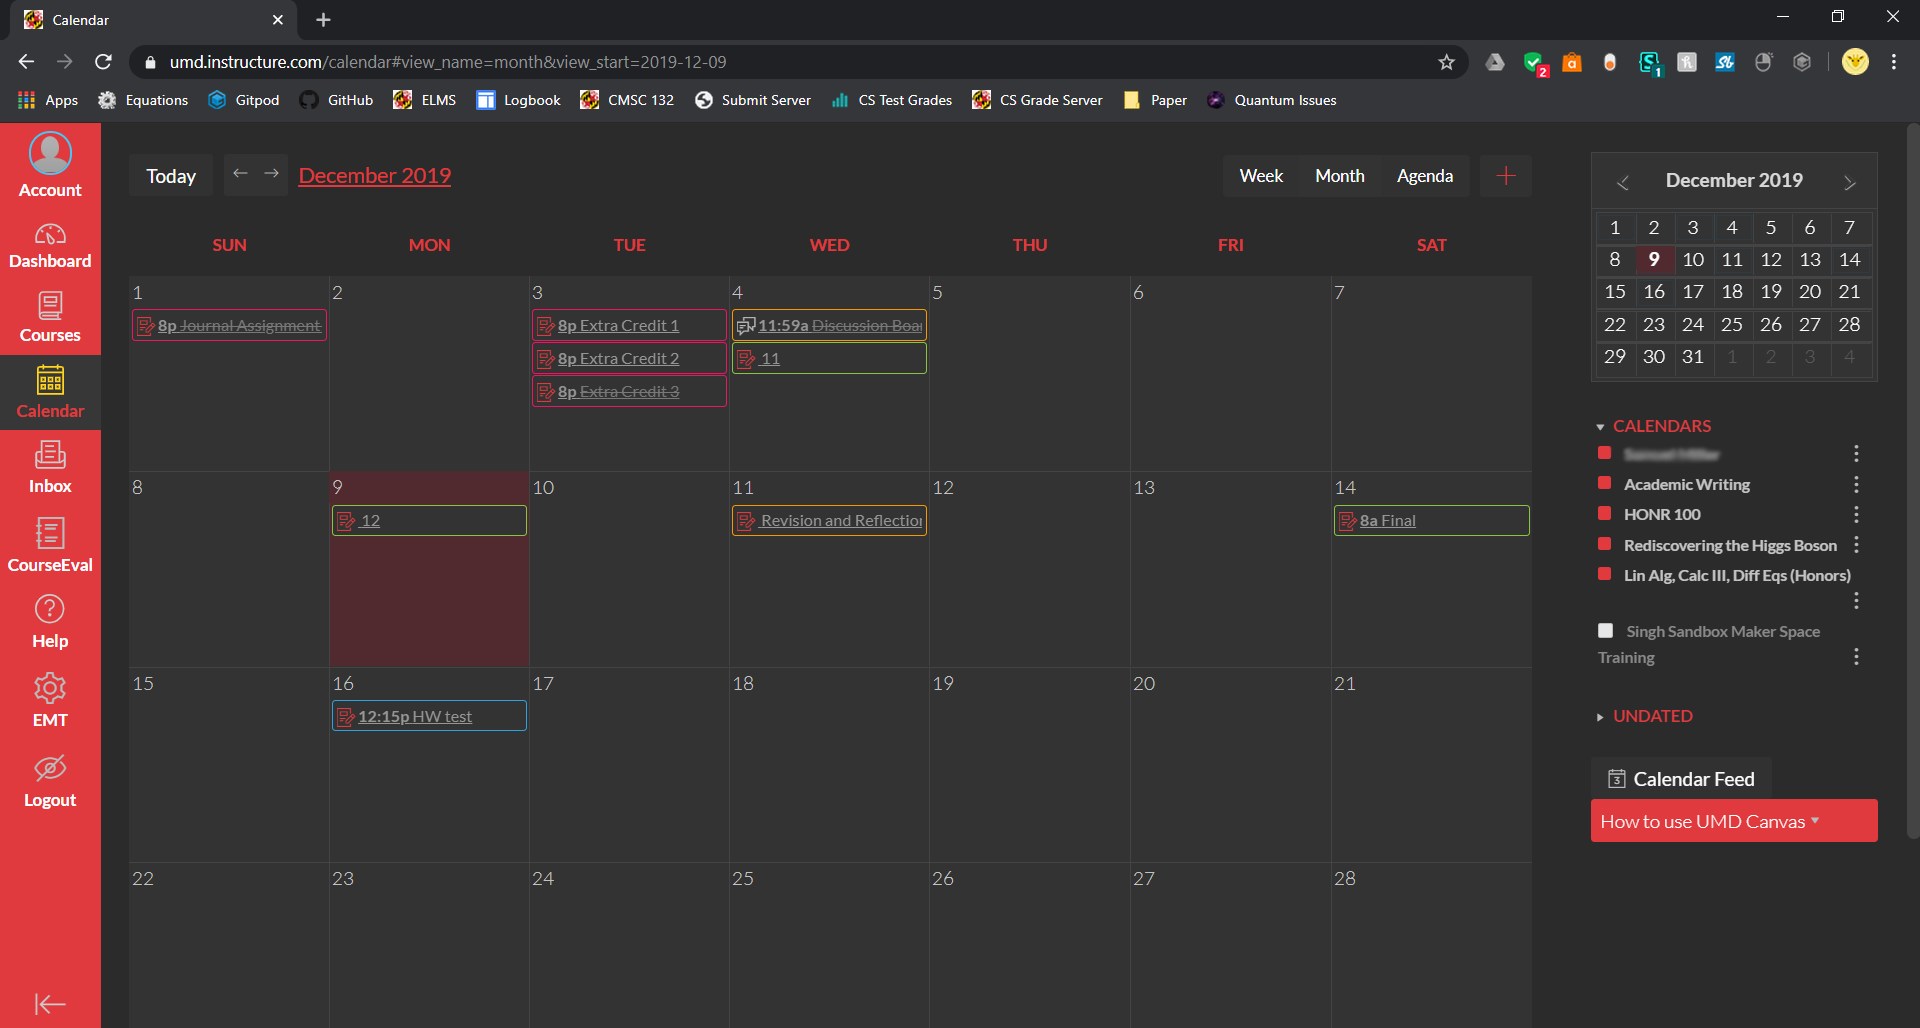 Calendar
umd.instructure.com/calendar#view_name=month&view_start=2019-12-09
2
1
Apps Equations Gitpod GitHub ELMS Logbook CMSC 132 Submit Server CS Test Grades CS Grade Server Paper Quantum Issues
Account
Dashboard
Courses
Calendar
Inbox
CourseEval
Help
EMT
Logout
Today December 2019 Week Month Agenda
SUN MON TUE WED THU FRI SAT
1 2 3 4 5 6 7
8p Journal Assignment 8p Extra Credit 1 11:59a Discussion Boar
8p Extra Credit 2 11
8p Extra Credit 3
8 9 10 11 12 13 14
12 Revision and Reflection 8a Final
15 16 17 18 19 20 21
12:15p HW test
22 23 24 25 26 27 28
December 2019
1 2 3 4 5 6 7
8 9 10 11 12 13 14
15 16 17 18 19 20 21
22 23 24 25 26 27 28
29 30 31 1 2 3 4
CALENDARS
Academic Writing
HONR 100
Rediscovering the Higgs Boson
Lin Alg, Calc III, Diff Eqs (Honors)
Singh Sandbox Maker Space
Training
UNDATED
3 Calendar Feed
How to use UMD Canvas